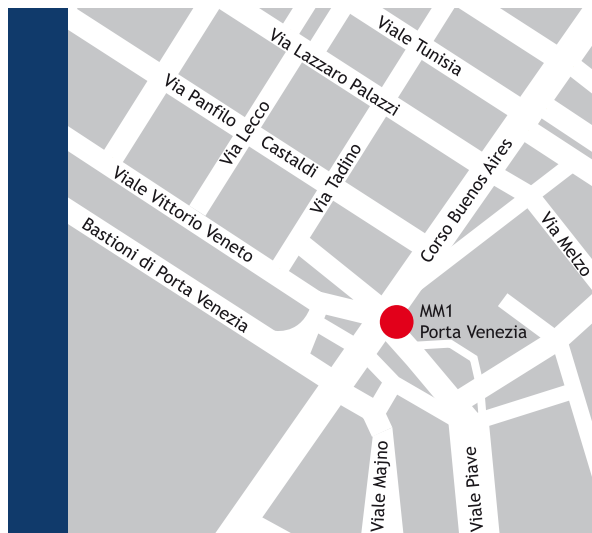 Viale Tunisia
Via Lazzaro Palazzi
Via Panfilo
Castaldi
Via Lecco
Via Tadino
Corso Buenos Aires
Viale Vittorio Veneto
Via Melzo
Bastioni di Porta Venezia
MM1
Porta Venezia
Viale Majno
Viale Piave